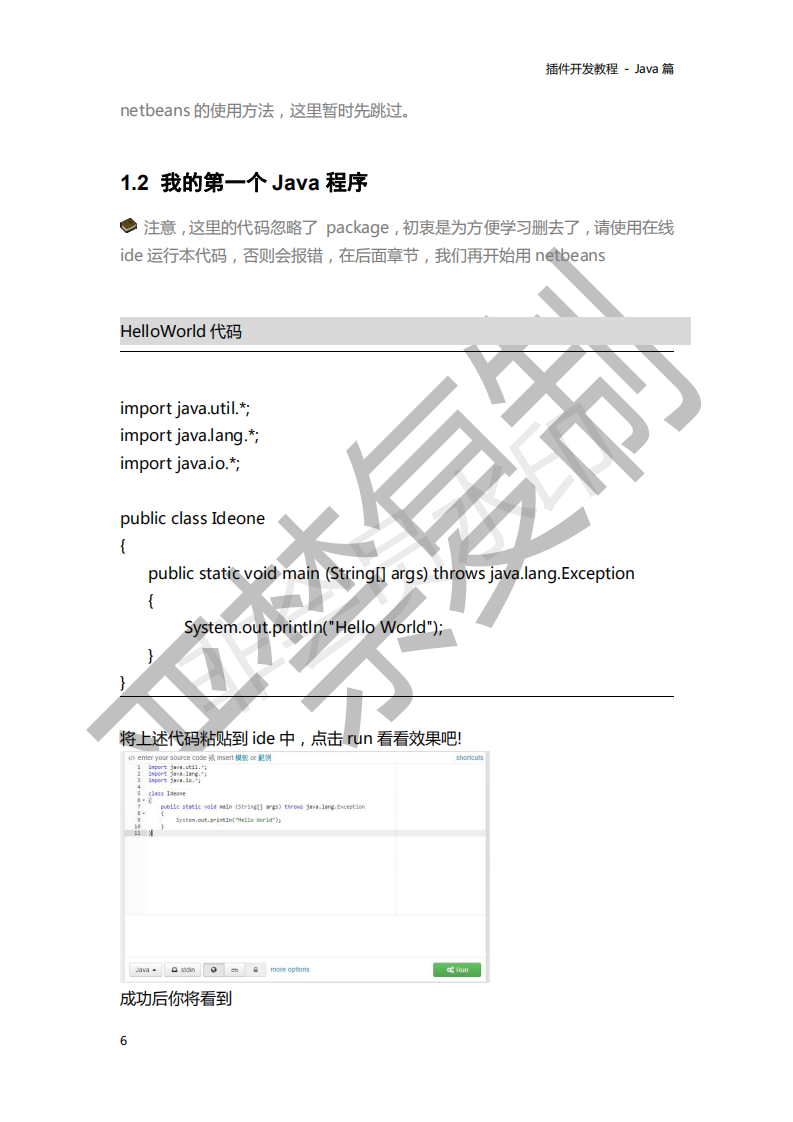 插件开发教程 - Java 篇
netbeans 的使用方法，这里暂时先跳过。
1.2 我的第一个 Java 程序
注意，这里的代码忽略了 package，初衷是为方便学习删去了，请使用在线
ide 运行本代码，否则会报错，在后面章节，我们再开始用 netbeans
HelloWorld 代码
import java.util.*;
import java.lang.*;
import java.io.*;
public class Ideone
{
public static void main (String[] args) throws java.lang.Exception
{
System.out.println("Hello World");
}
}
严禁复制
非会员水印
将上述代码粘贴到 ide 中，点击 run 看看效果吧!
</> enter your source code 或 insert 模板 or 範例 shortcuts
1 import java.util.*;
2 import java.lang.*;
3 import java.io.*;
4
5 class Ideone
6 {
7 public static void main (String[] args) throws java.lang.Exception
8 {
9 System.out.println("Hello World");
10 }
11 }
Java stdin more options Run
成功后你将看到
6